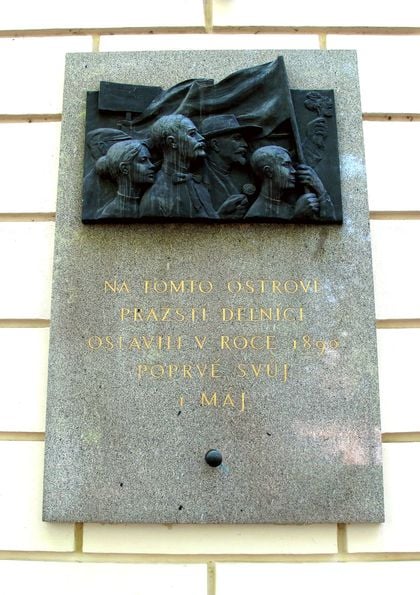 NA TOMTO OSTROVĚ
PRAŽŠTÍ DĚLNÍCI
OSLAVILI V ROCE 1890
POPRVÉ SVŮJ
1 MÁJ